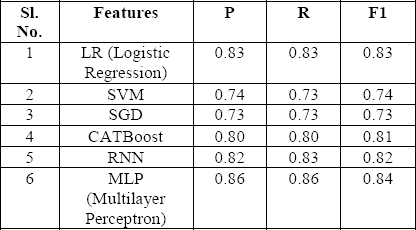 Sl. Features P R F1
No.
1 LR (Logistic 0.83 0.83 0.83
Regression)
2 SVM 0.74 0.73 0.74
3 SGD 0.73 0.73 0.73
4 CATBoost 0.80 0.80 0.81
5 RNN 0.82 0.83 0.82
6 MLP 0.86 0.86 0.84
(Multilayer
Perceptron)